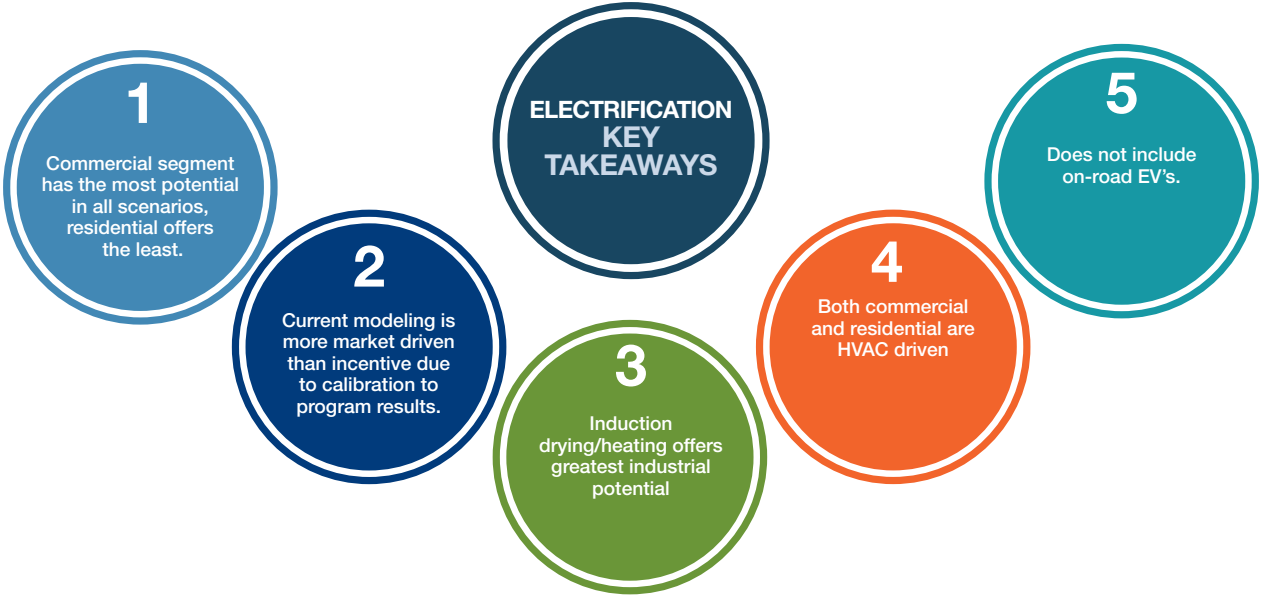 ELECTRIFICATION
KEY
TAKEAWAYS
1
Commercial segment
has the most potential
in all scenarios,
residential offers
the least.
2
Current modeling is
more market driven
than incentive due
to calibration to
program results.
3
Induction
drying/heating offers
greatest industrial
potential
4
Both commercial
and residential are
HVAC driven
5
Does not include
on-road EV's.